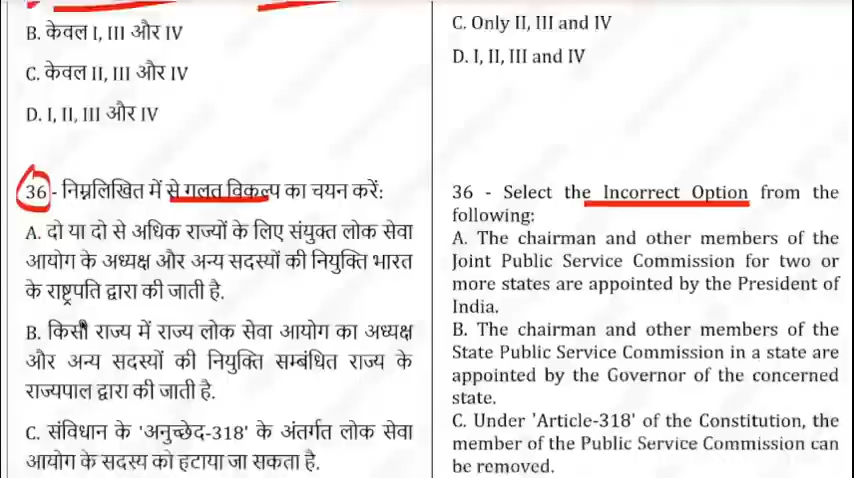 B. केवल I, III और IV
C. केवल II, III और IV
D. I, II, III और IV
36 - निम्नलिखित में से गलत विकल्प का चयन करें:
A. दो या दो से अधिक राज्यों के लिए संयुक्त लोक सेवा
आयोग के अध्यक्ष और अन्य सदस्यों की नियुक्ति भारत
के राष्ट्रपति द्वारा की जाती है.
B. किसी राज्य में राज्य लोक सेवा आयोग का अध्यक्ष
और अन्य सदस्यों की नियुक्ति सम्बंधित राज्य के
राज्यपाल द्वारा की जाती है.
C. संविधान के 'अनुच्छेद-318' के अंतर्गत लोक सेवा
आयोग के सदस्य को हटाया जा सकता है.
C. Only II, III and IV
D. I, II, III and IV
36 - Select the Incorrect Option from the
following:
A. The chairman and other members of the
Joint Public Service Commission for two or
more states are appointed by the President of
India.
B. The chairman and other members of the
State Public Service Commission in a state are
appointed by the Governor of the concerned
state.
C. Under 'Article-318' of the Constitution, the
member of the Public Service Commission can
be removed.